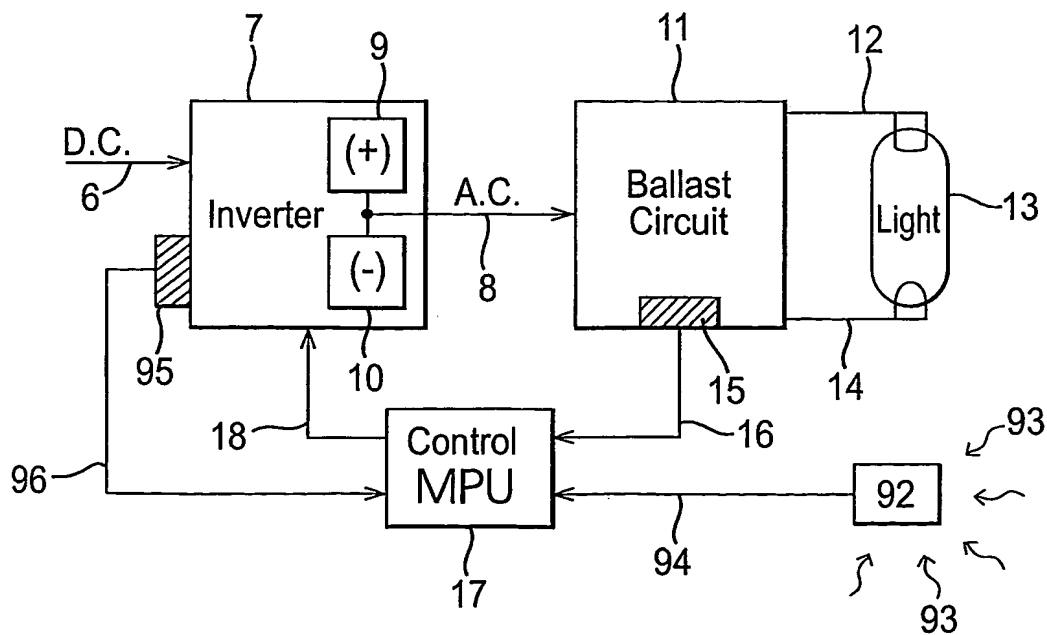 7
9
11
12
D.C.
6
(+)
Inverter
A.C.
8
(-)
Ballast
Circuit
Light
13
95
10
15
14
18
16
96
Control
MPU
17
94
92
93
93